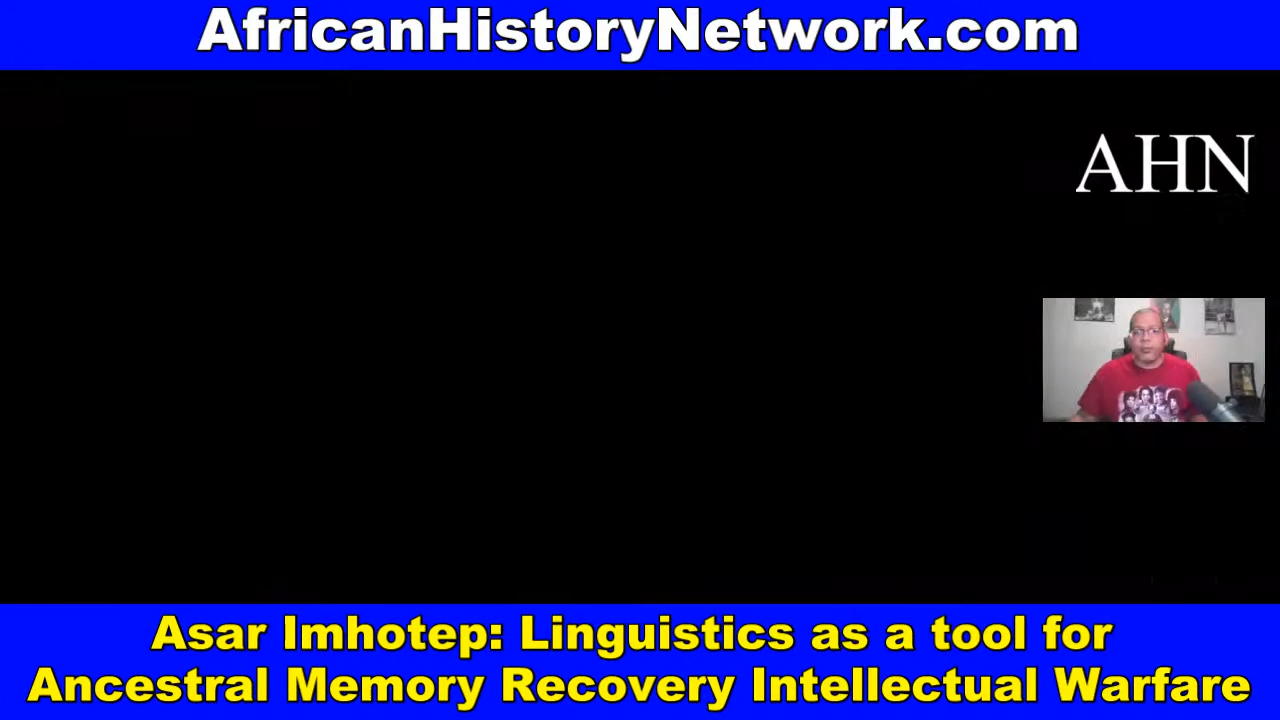 AfricanHistoryNetwork.com
AHN
Asar Imhotep: Linguistics as a tool for
Ancestral Memory Recovery Intellectual Warfare